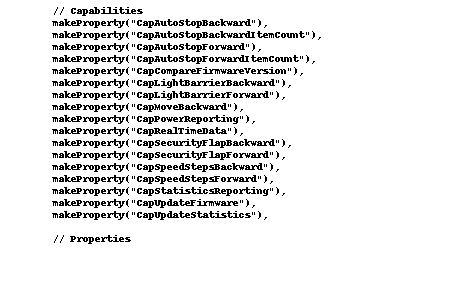 // Capabilities
makeProperty("CapAutoStopBackward"),
makeProperty("CapAutoStopBackwardItemCount"),
makeProperty("CapAutoStopForward"),
makeProperty("CapAutoStopForwardItemCount"),
makeProperty("CapCompareFirmwareVersion"),
makeProperty("CapLightBarrierBackward"),
makeProperty("CapLightBarrierForward"),
makeProperty("CapMoveBackward"),
makeProperty("CapPowerReporting"),
makeProperty("CapRealTimeData"),
makeProperty("CapSecurityFlapBackward"),
makeProperty("CapSecurityFlapForward"),
makeProperty("CapSpeedStepsBackward"),
makeProperty("CapSpeedStepsForward"),
makeProperty("CapStatisticsReporting"),
makeProperty("CapUpdateFirmware"),
makeProperty("CapUpdateStatistics"),
// Properties